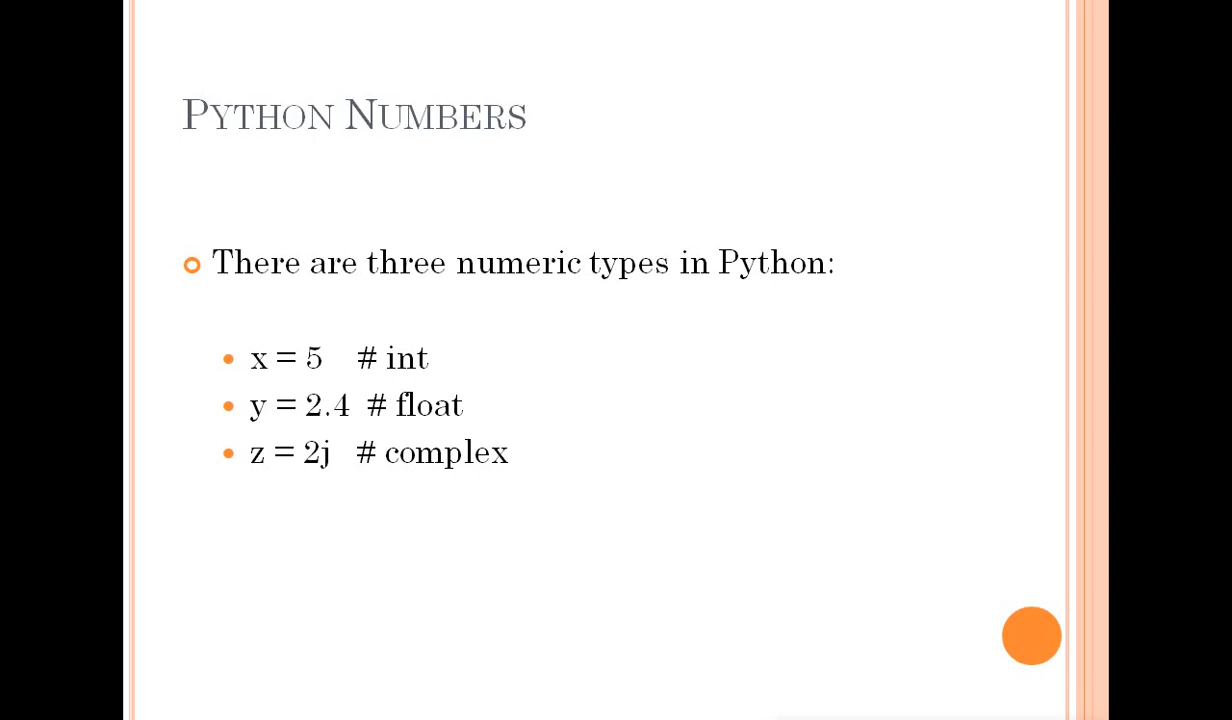 PYTHON NUMBERS
There are three numeric types in Python:
x = 5 # int
y = 2.4 # float
z = 2j # complex